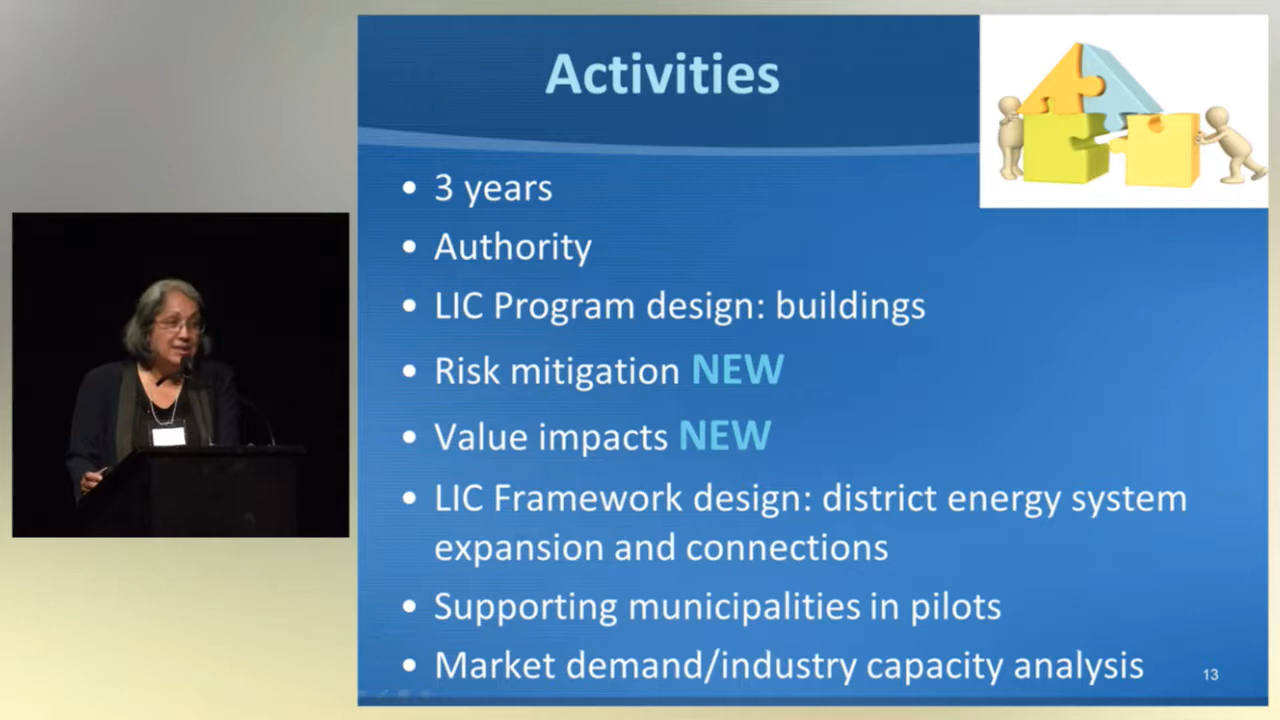 Activities
• 3 years
• Authority
• LIC Program design: buildings
• Risk mitigation NEW
• Value impacts NEW
• LIC Framework design: district energy system
expansion and connections
• Supporting municipalities in pilots
• Market demand/industry capacity analysis
13